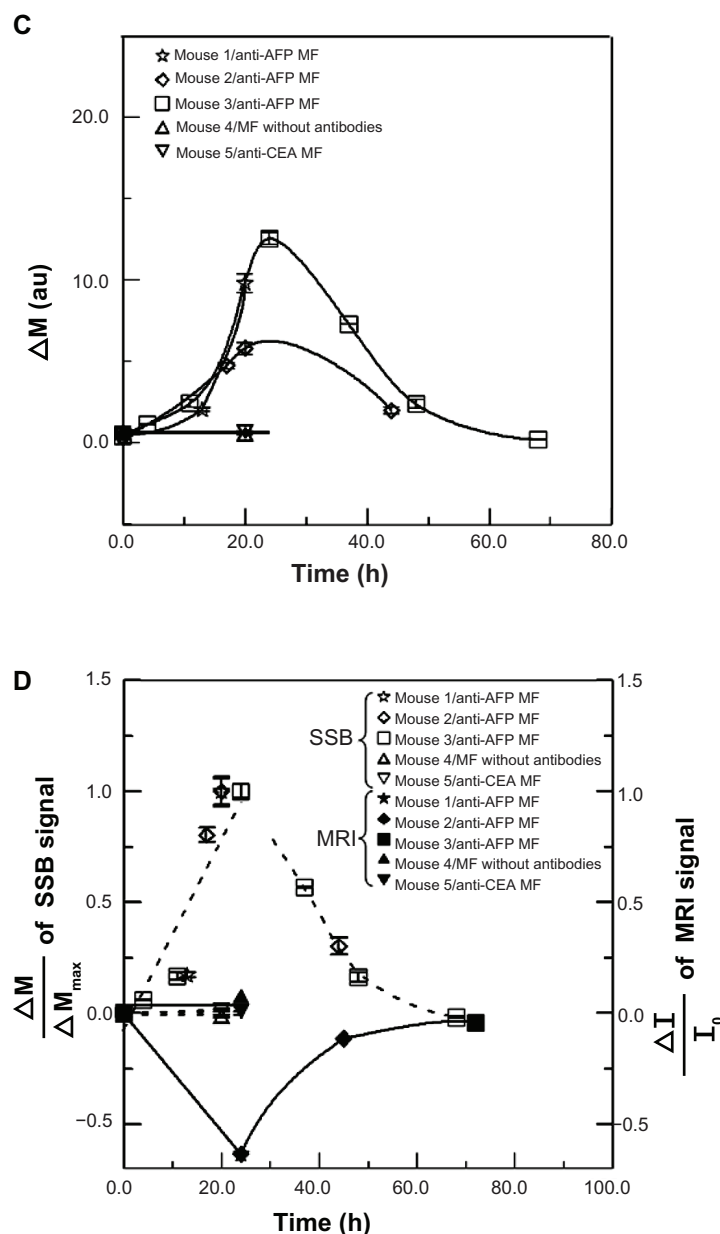 C
Mouse 1/anti-AFP MF
Mouse 2/anti-AFP MF
Mouse 3/anti-AFP MF
Mouse 4/MF without antibodies
Mouse 5/anti-CEA MF
20.0
10.0
0.0
△M (au)
0.0
20.0
40.0
60.0
80.0
Time (h)
D
1.5
1.0
0.5
0.0
−0.5
△M
△M max
of SSB signal
SSB
Mouse 1/anti-AFP MF
Mouse 2/anti-AFP MF
Mouse 3/anti-AFP MF
Mouse 4/MF without antibodies
Mouse 5/anti-CEA MF
MRI
Mouse 1/anti-AFP MF
Mouse 2/anti-AFP MF
Mouse 3/anti-AFP MF
Mouse 4/MF without antibodies
Mouse 5/anti-CEA MF
1.5
1.0
0.5
0.0
−0.5
△I
I0
of MRI signal
0.0
20.0
40.0
60.0
80.0
100.0
Time (h)